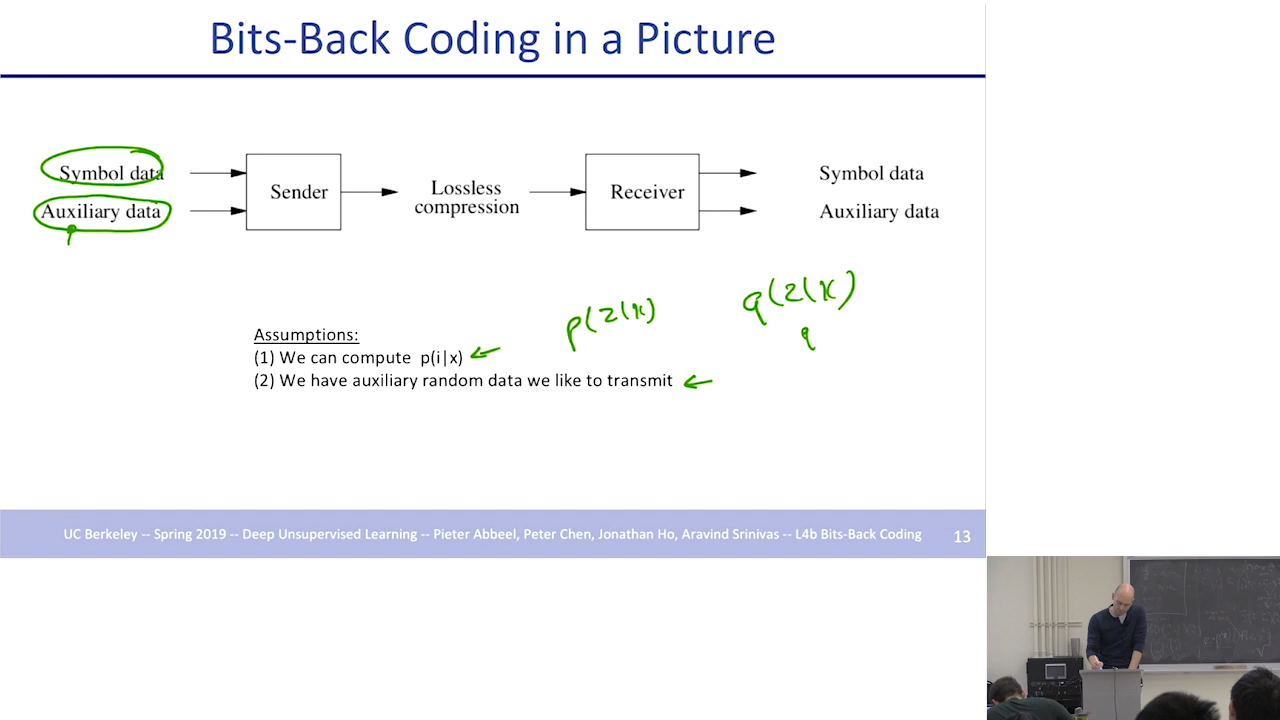 Bits-Back Coding in a Picture
Symbol data
Auxiliary data
Sender
Lossless
compression
Receiver
Symbol data
Auxiliary data
p(z|x)
q(z|x)
q
Assumptions:
(1) We can compute p(i|x)
(2) We have auxiliary random data we like to transmit
UC Berkeley -- Spring 2019 -- Deep Unsupervised Learning -- Pieter Abbeel, Peter Chen, Jonathan Ho, Aravind Srinivas -- L4b Bits-Back Coding 13